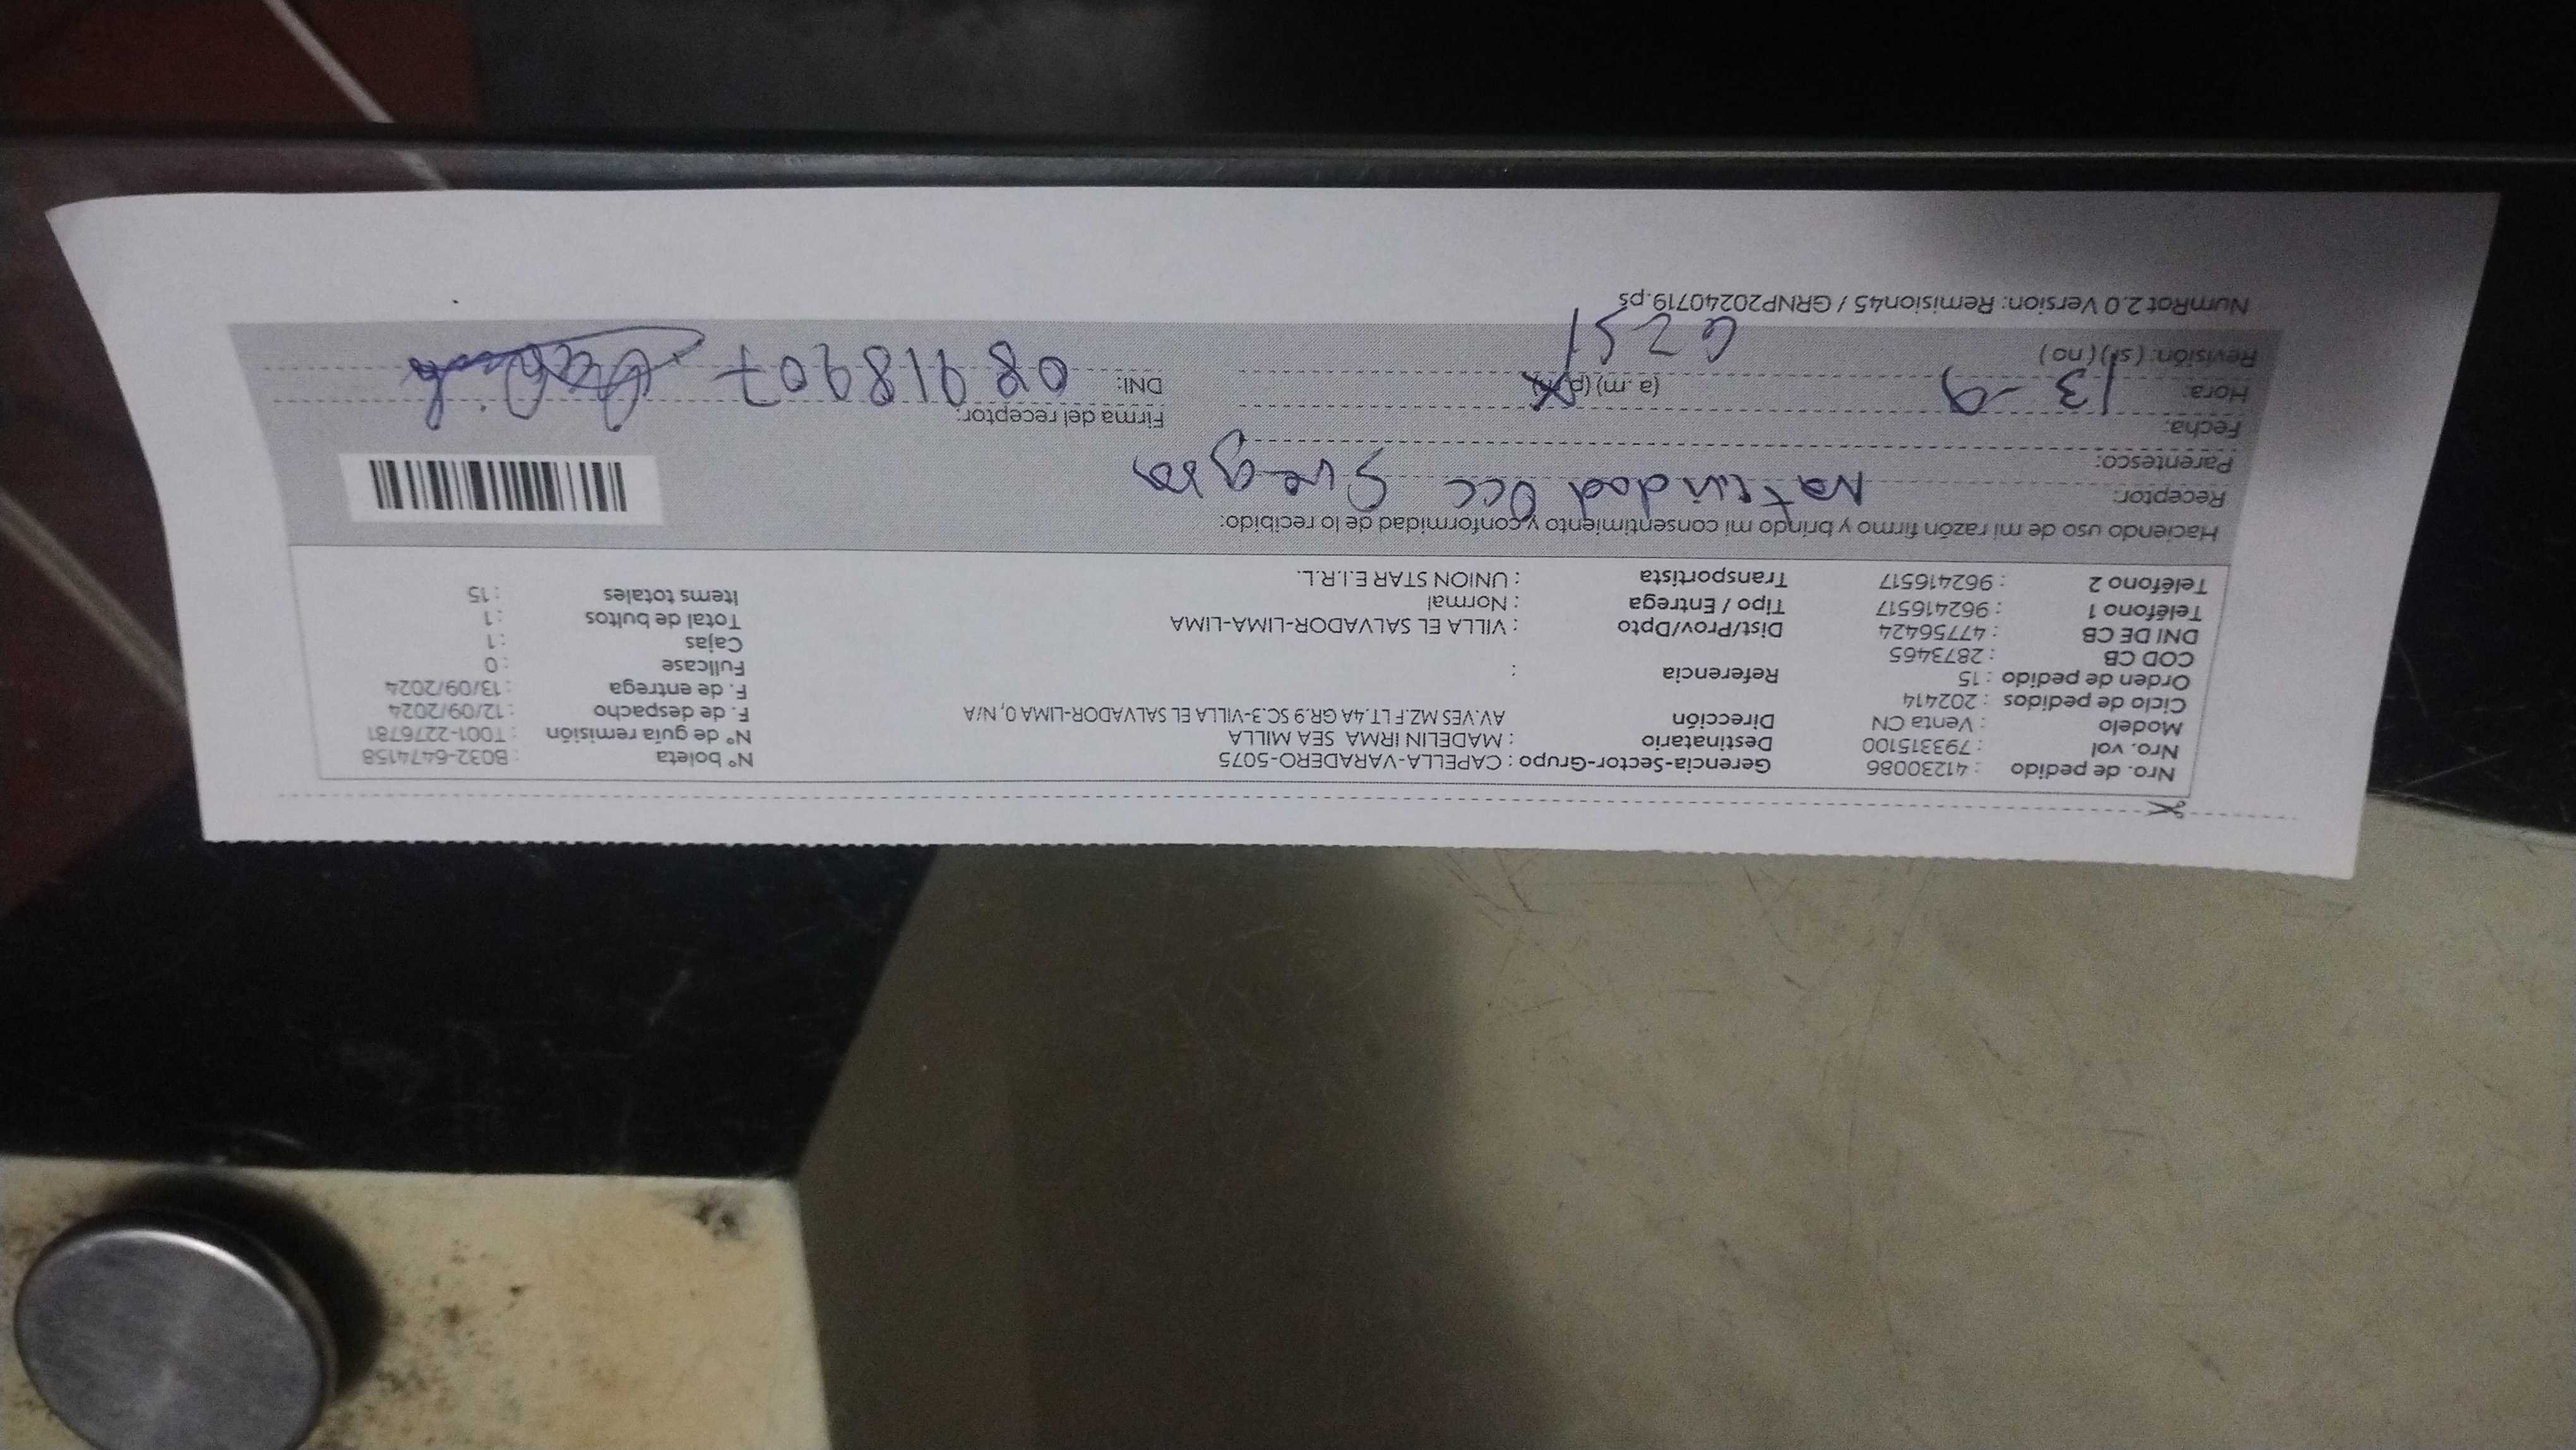 Nro. de pedido : 41230086 Gerencia-Sector-Grupo : CAPELLA-VARADERO-5075 N° boleta : B032-6474158
Nro. vol : 79331510O Destinatario : MADELIN IRMA SEA MILLA N° de guía remisión : T001-2276781
Modelo : Venta CN Dirección AV.VES MZ.F LT.4A GR.9 SC.3-VILLA EL SALVADOR-LIMA 0, N/A F. de despacho : 12/09/2024
Ciclo de pedidos : 202414 F. de entrega : 13/09/2024
Orden de pedido : 15 Referencia : Fullcase : 0
COD CB : 2873465 Cajas : 1
DNI DE CB : 47756424 Dist/Prov/Dpto : VILLA EL SALVADOR-LIMA-LIMA Total de bultos : 1
Teléfono 1 : 962416517 Tipo / Entrega : Normal Items totales : 15
Teléfono 2 : 962416517 Transportista : UNION STAR E.I.R.L.
Haciendo uso de mi razón firmo y brindo mi consentimiento y conformidad de lo recibido:
Receptor: Natividad Occ Suegra
Parentesco:
Fecha: 13-9 Firma del receptor:
Hora: (a. m) (p. DNI: 08918907
Revisión: ( si ) ( no )
NumRot 2.0 Version: Remision45 / GRNP20240719.ps